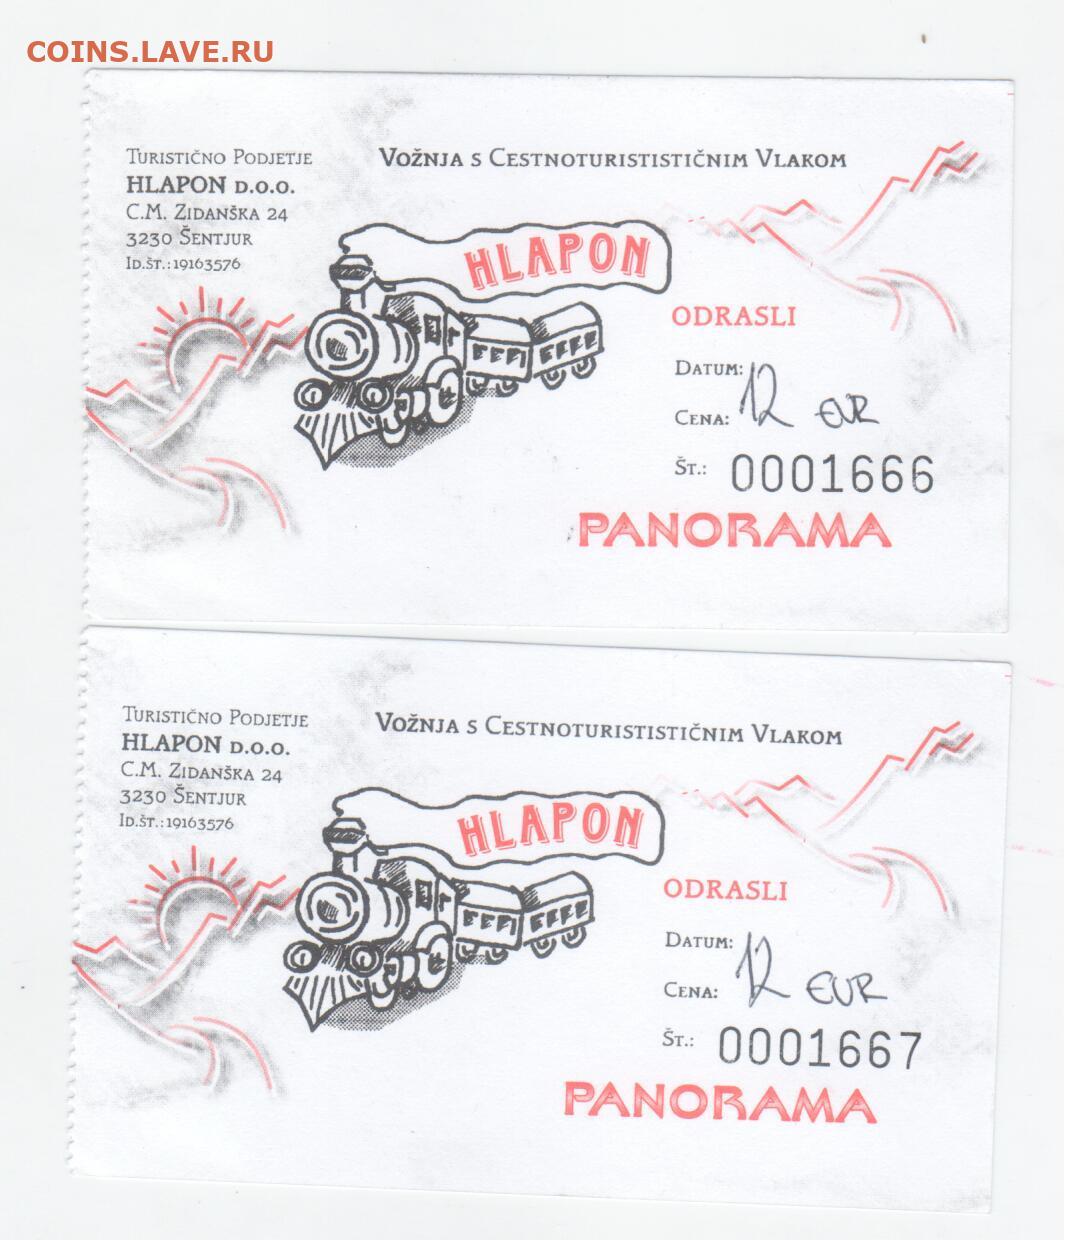 COINS.LAVE.RU
Turistično Podjetje
HLAPON d.o.o.
C.M. Zidanška 24
3230 Šentjur
Id.št.:19163576
Vožnja s Cestnoturistističnim Vlakom
HLAPON
ODRASLI
Datum:
Cena: 12 EUR
Št.: 0001666
PANORAMA
Turistično Podjetje
HLAPON d.o.o.
C.M. Zidanška 24
3230 Šentjur
Id.št.:19163576
Vožnja s Cestnoturistističnim Vlakom
HLAPON
ODRASLI
Datum:
Cena: 12 EUR
Št.: 0001667
PANORAMA